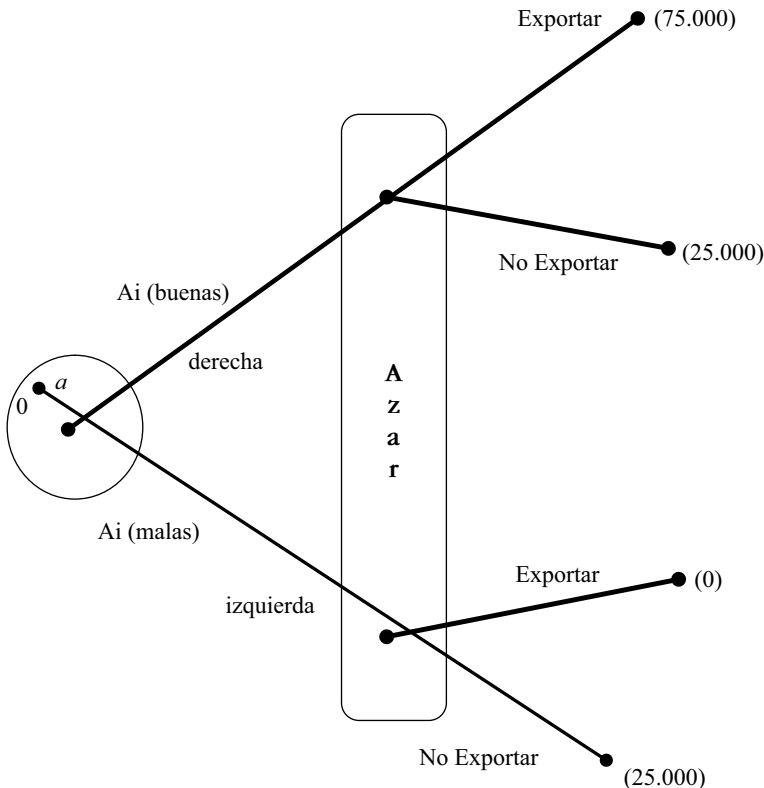 Exportar
(75.000)
No Exportar
(25.000)
Ai (buenas)
derecha
a
0
A
z
a
r
Ai (malas)
izquierda
Exportar
(0)
No Exportar
(25.000)